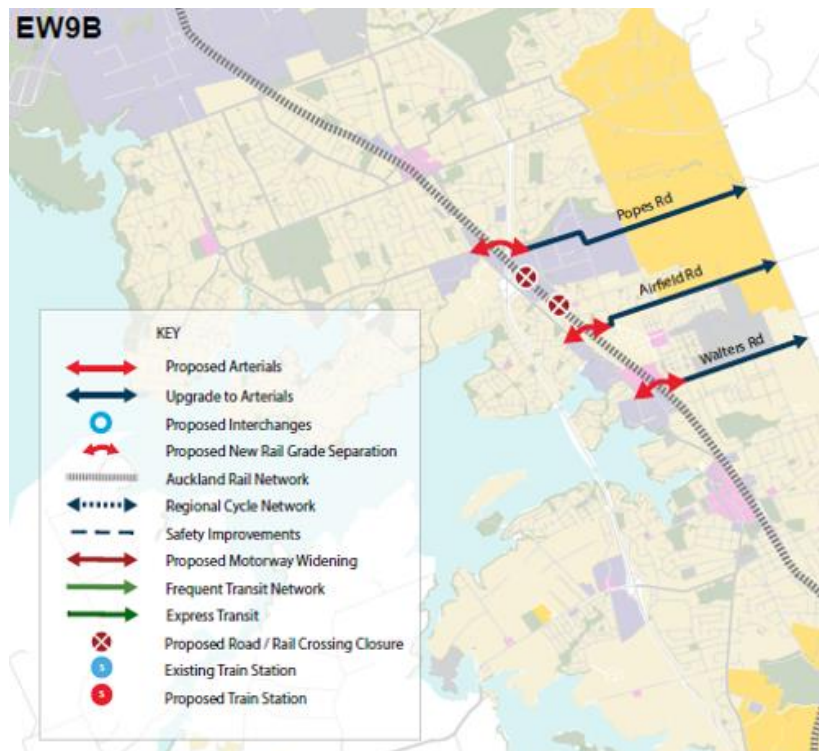 EW9B
Popes Rd
Airfield Rd
Walters Rd
KEY
Proposed Arterials
Upgrade to Arterials
Proposed Interchanges
Proposed New Rail Grade Separation
Auckland Rail Network
Regional Cycle Network
Safety Improvements
Proposed Motorway Widening
Frequent Transit Network
Express Transit
Proposed Road / Rail Crossing Closure
S Existing Train Station
S Proposed Train Station